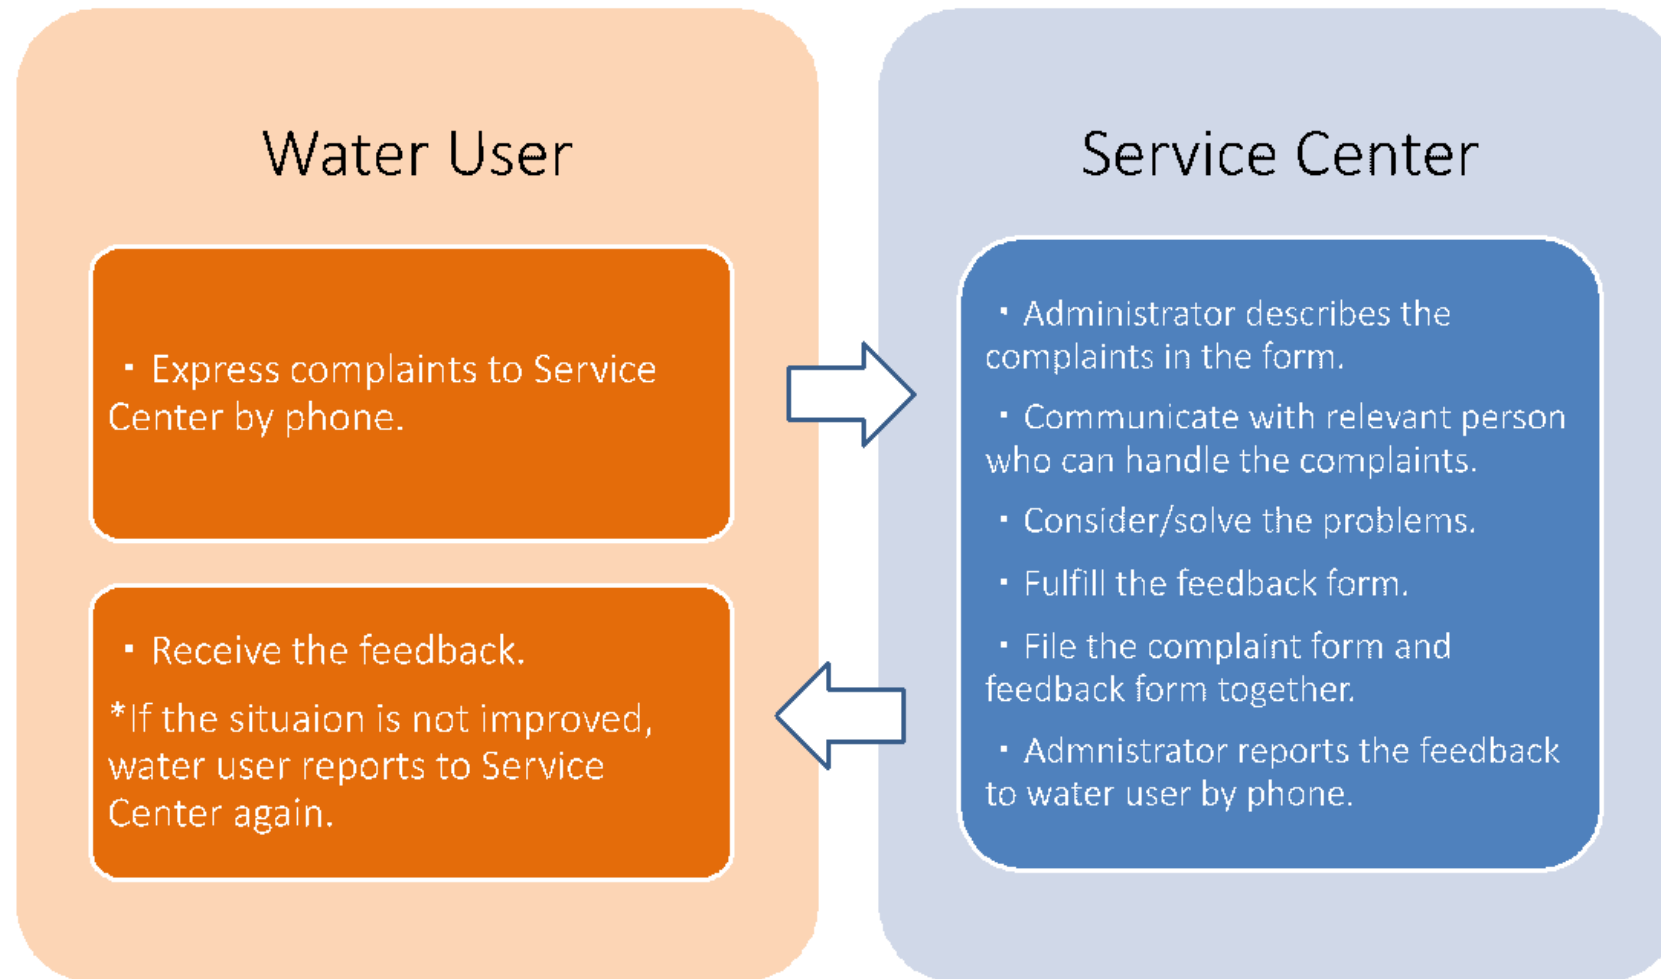 Water User
・Express complaints to Service
Center by phone.
・Receive the feedback.
*If the situaion is not improved,
water user reports to Service
Center again.
Service Center
・Administrator describes the
complaints in the form.
・Communicate with relevant person
who can handle the complaints.
・Consider/solve the problems.
・Fulfill the feedback form.
・File the complaint form and
feedback form together.
・Admnistrator reports the feedback
to water user by phone.